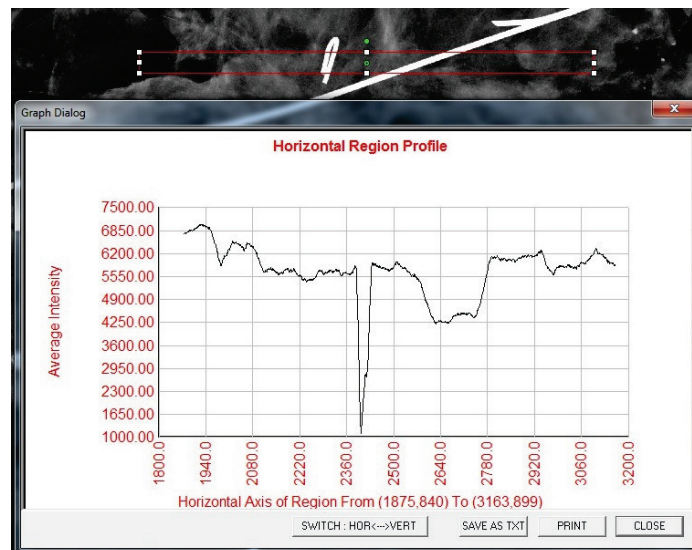 Graph Dialog
x
Horizontal Region Profile
7500.00
6850.00
6200.00
5550.00
4900.00
4250.00
3600.00
2950.00
2300.00
1650.00
1000.00
Average Intensity
1800.0
1940.0
2080.0
2220.0
2360.0
2500.0
2640.0
2780.0
2920.0
3060.0
3200.0
Horizontal Axis of Region From (1875,840) To (3163,899)
SWITCH : HOR<--->VERT
SAVE AS TXT
PRINT
CLOSE